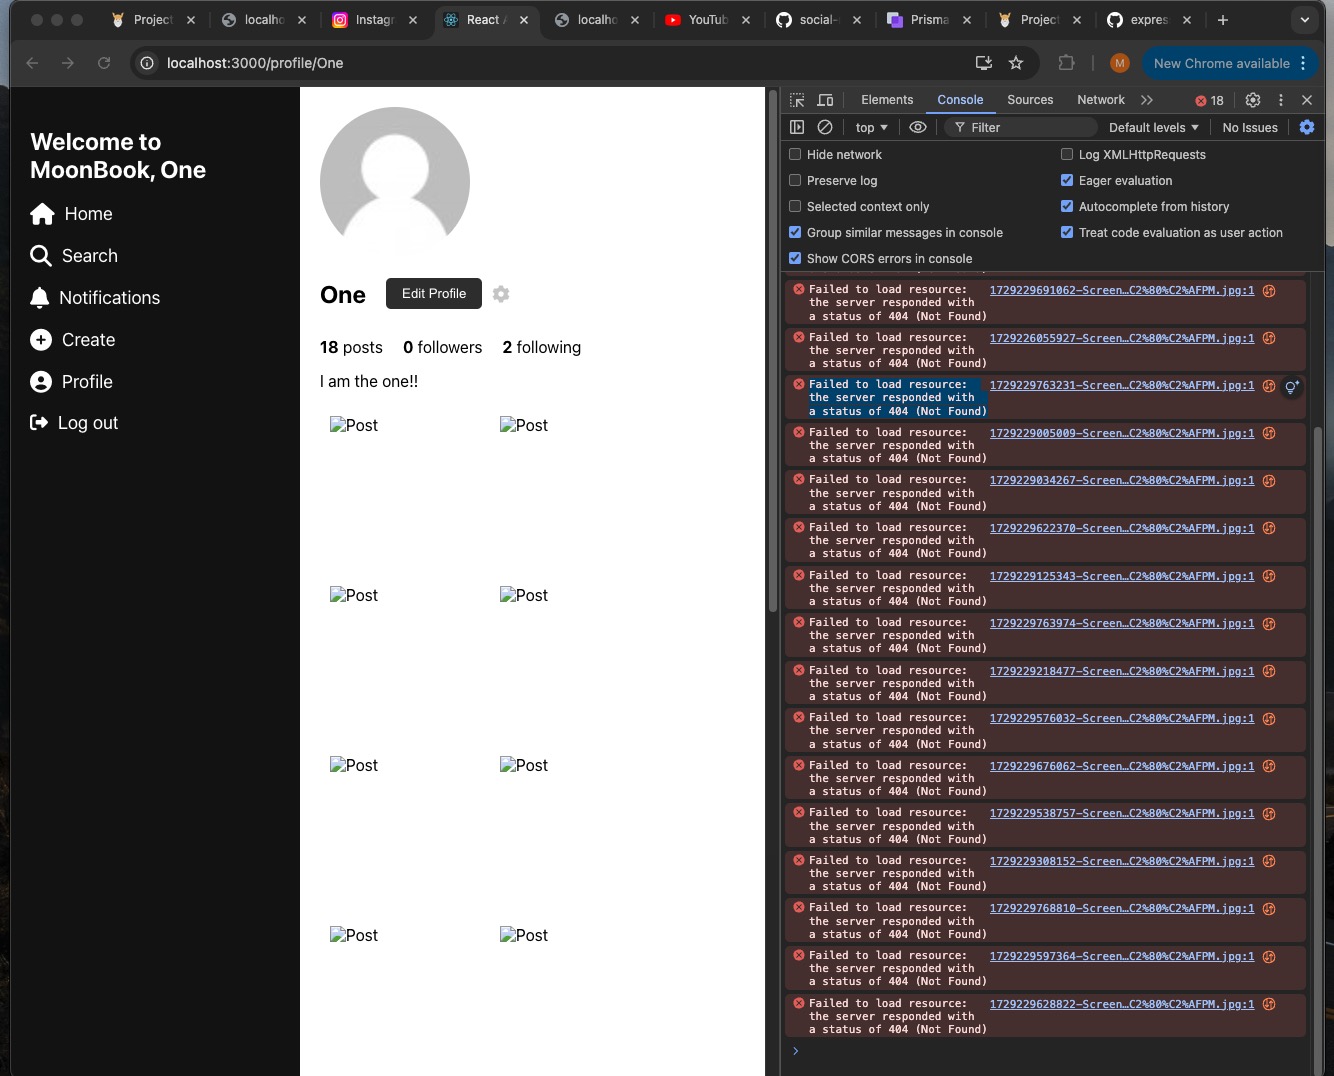 Project
localho
Instagr
React A
localho
YouTub
social-
Prisma
Project
expres
localhost:3000/profile/One
M
New Chrome available
Welcome to
MoonBook, One
Home
Search
Notifications
Create
Profile
Log out
One
Edit Profile
18 posts
0 followers
2 following
I am the one!!
Post
Post
Post
Post
Post
Post
Post
Post
Elements
Console
Sources
Network
18
top
Filter
Default levels
No Issues
Hide network
Log XMLHttpRequests
Preserve log
Eager evaluation
Selected context only
Autocomplete from history
Group similar messages in console
Treat code evaluation as user action
Show CORS errors in console
Failed to load resource: 1729229691062-Screen…C2%80%C2%AFPM.jpg:1
the server responded with
a status of 404 (Not Found)
Failed to load resource: 1729226055927-Screen…C2%80%C2%AFPM.jpg:1
the server responded with
a status of 404 (Not Found)
Failed to load resource: 1729229763231-Screen…C2%80%C2%AFPM.jpg:1
the server responded with
a status of 404 (Not Found)
Failed to load resource: 1729229005009-Screen…C2%80%C2%AFPM.jpg:1
the server responded with
a status of 404 (Not Found)
Failed to load resource: 1729229034267-Screen…C2%80%C2%AFPM.jpg:1
the server responded with
a status of 404 (Not Found)
Failed to load resource: 1729229622370-Screen…C2%80%C2%AFPM.jpg:1
the server responded with
a status of 404 (Not Found)
Failed to load resource: 1729229125343-Screen…C2%80%C2%AFPM.jpg:1
the server responded with
a status of 404 (Not Found)
Failed to load resource: 1729229763974-Screen…C2%80%C2%AFPM.jpg:1
the server responded with
a status of 404 (Not Found)
Failed to load resource: 1729229218477-Screen…C2%80%C2%AFPM.jpg:1
the server responded with
a status of 404 (Not Found)
Failed to load resource: 1729229576032-Screen…C2%80%C2%AFPM.jpg:1
the server responded with
a status of 404 (Not Found)
Failed to load resource: 1729229676062-Screen…C2%80%C2%AFPM.jpg:1
the server responded with
a status of 404 (Not Found)
Failed to load resource: 1729229538757-Screen…C2%80%C2%AFPM.jpg:1
the server responded with
a status of 404 (Not Found)
Failed to load resource: 1729229308152-Screen…C2%80%C2%AFPM.jpg:1
the server responded with
a status of 404 (Not Found)
Failed to load resource: 1729229768810-Screen…C2%80%C2%AFPM.jpg:1
the server responded with
a status of 404 (Not Found)
Failed to load resource: 1729229597364-Screen…C2%80%C2%AFPM.jpg:1
the server responded with
a status of 404 (Not Found)
Failed to load resource: 1729229628822-Screen…C2%80%C2%AFPM.jpg:1
the server responded with
a status of 404 (Not Found)